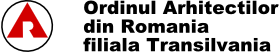 Ordinul Arhitectilor
din Romania
filiala Transilvania